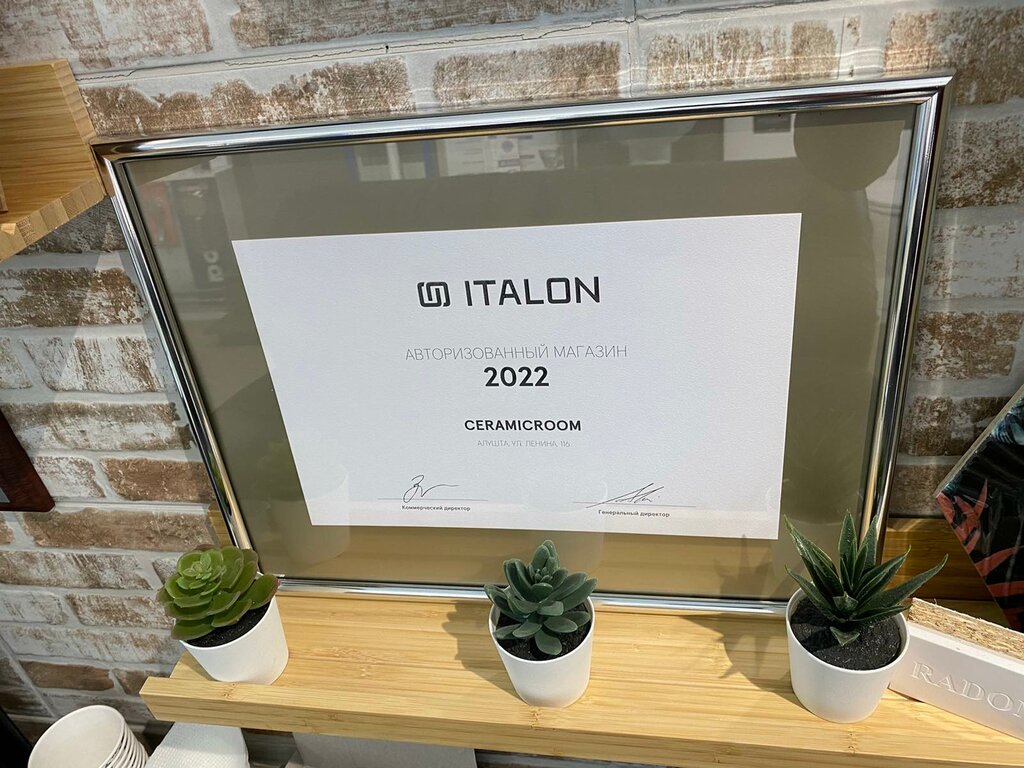 ITALON
АВТОРИЗОВАННЫЙ МАГАЗИН
2022
CERAMICROOM
АЛУШТА, УЛ. ЛЕНИНА, 116
Коммерческий директор
Генеральный директор